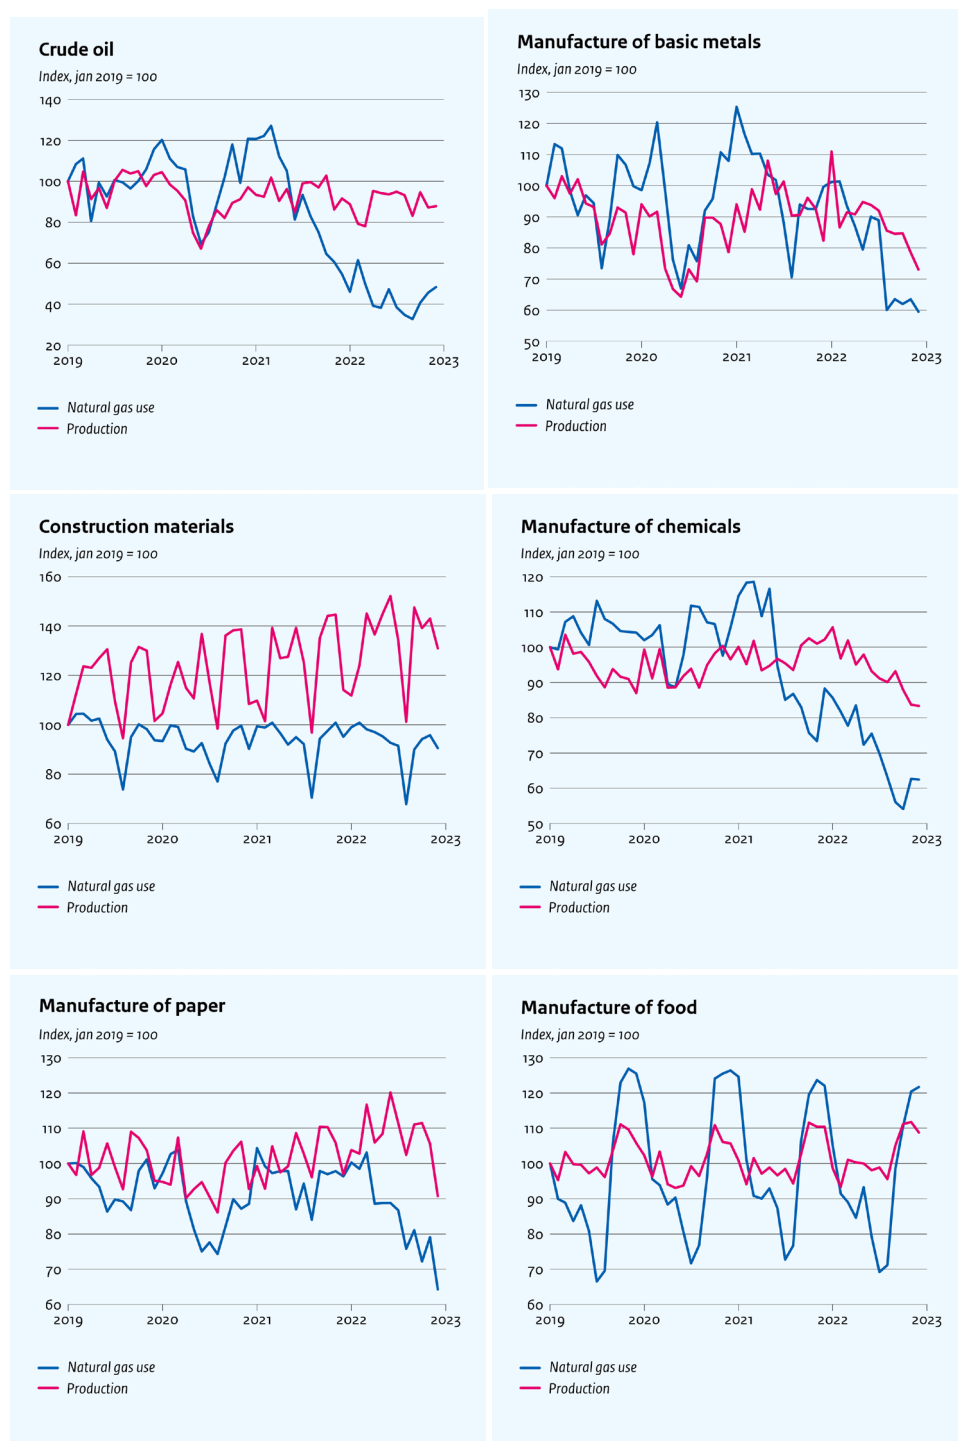 Crude oil
Index, jan 2019 = 100
140
120
100
80
60
40
20
2019 2020 2021 2022 2023
Natural gas use
Production
Manufacture of basic metals
Index, jan 2019 = 100
130
120
110
100
90
80
70
60
50
2019 2020 2021 2022 2023
Natural gas use
Production
Construction materials
Index, jan 2019 = 100
160
140
120
100
80
60
2019 2020 2021 2022 2023
Natural gas use
Production
Manufacture of chemicals
Index, jan 2019 = 100
120
110
100
90
80
70
60
50
2019 2020 2021 2022 2023
Natural gas use
Production
Manufacture of paper
Index, jan 2019 = 100
130
120
110
100
90
80
70
60
2019 2020 2021 2022 2023
Natural gas use
Production
Manufacture of food
Index, jan 2019 = 100
130
120
110
100
90
80
70
60
2019 2020 2021 2022 2023
Natural gas use
Production